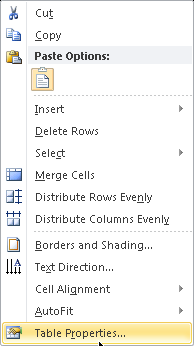 Cut
Copy
Paste Options:
Insert
Delete Rows
Select
Merge Cells
Distribute Rows Evenly
Distribute Columns Evenly
Borders and Shading...
Text Direction...
Cell Alignment
AutoFit
Table Properties...